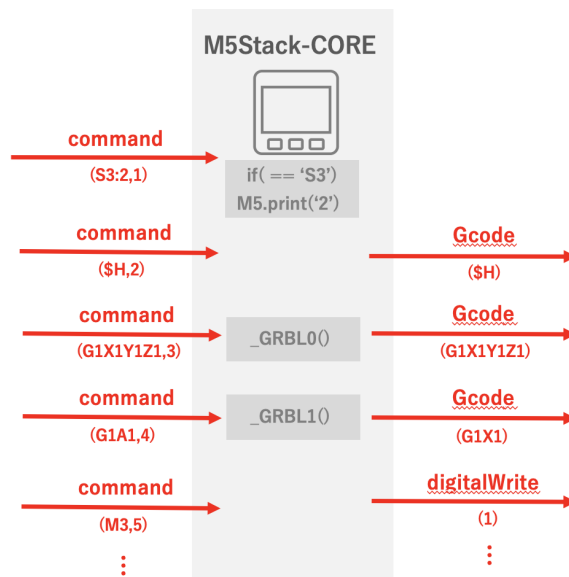 M5Stack-CORE
command
(S3:2,1)
if( == ‘S3’)
M5.print(‘2’)
command
($H,2)
Gcode
($H)
command
(G1X1Y1Z1,3)
_GRBL0()
Gcode
(G1X1Y1Z1)
command
(G1A1,4)
_GRBL1()
Gcode
(G1X1)
command
(M3,5)
digitalWrite
(1)